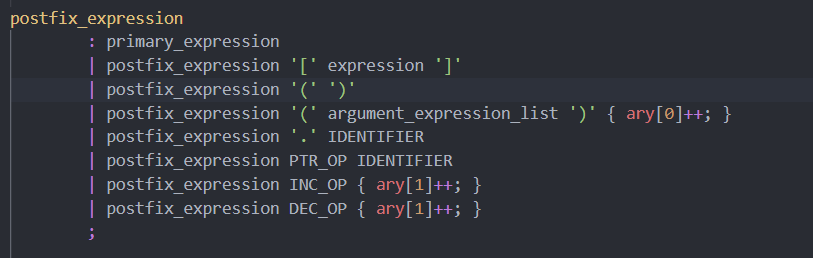 postfix_expression
: primary_expression
| postfix_expression '[' expression ']'
| postfix_expression '(' ')'
| postfix_expression '(' argument_expression_list ')' { ary[0]++; }
| postfix_expression '.' IDENTIFIER
| postfix_expression PTR_OP IDENTIFIER
| postfix_expression INC_OP { ary[1]++; }
| postfix_expression DEC_OP { ary[1]++; }
;